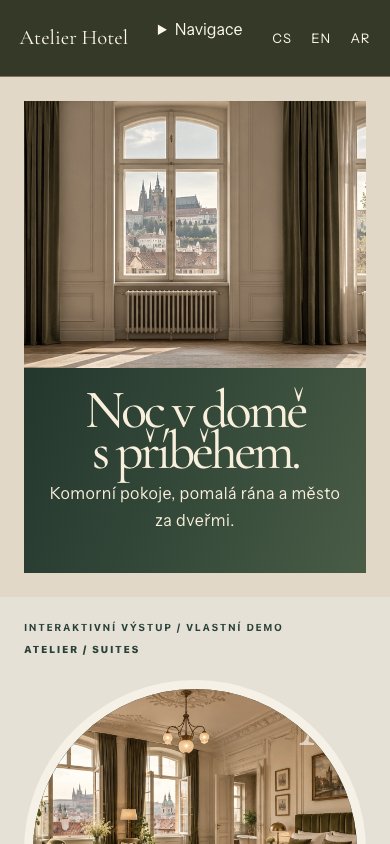 Atelier Hotel
Navigace
CS EN AR
Noc v domě
s příběhem.
Komorní pokoje, pomalá rána a město
za dveřmi.
INTERAKTIVNÍ VÝSTUP / VLASTNÍ DEMO
ATELIER / SUITES